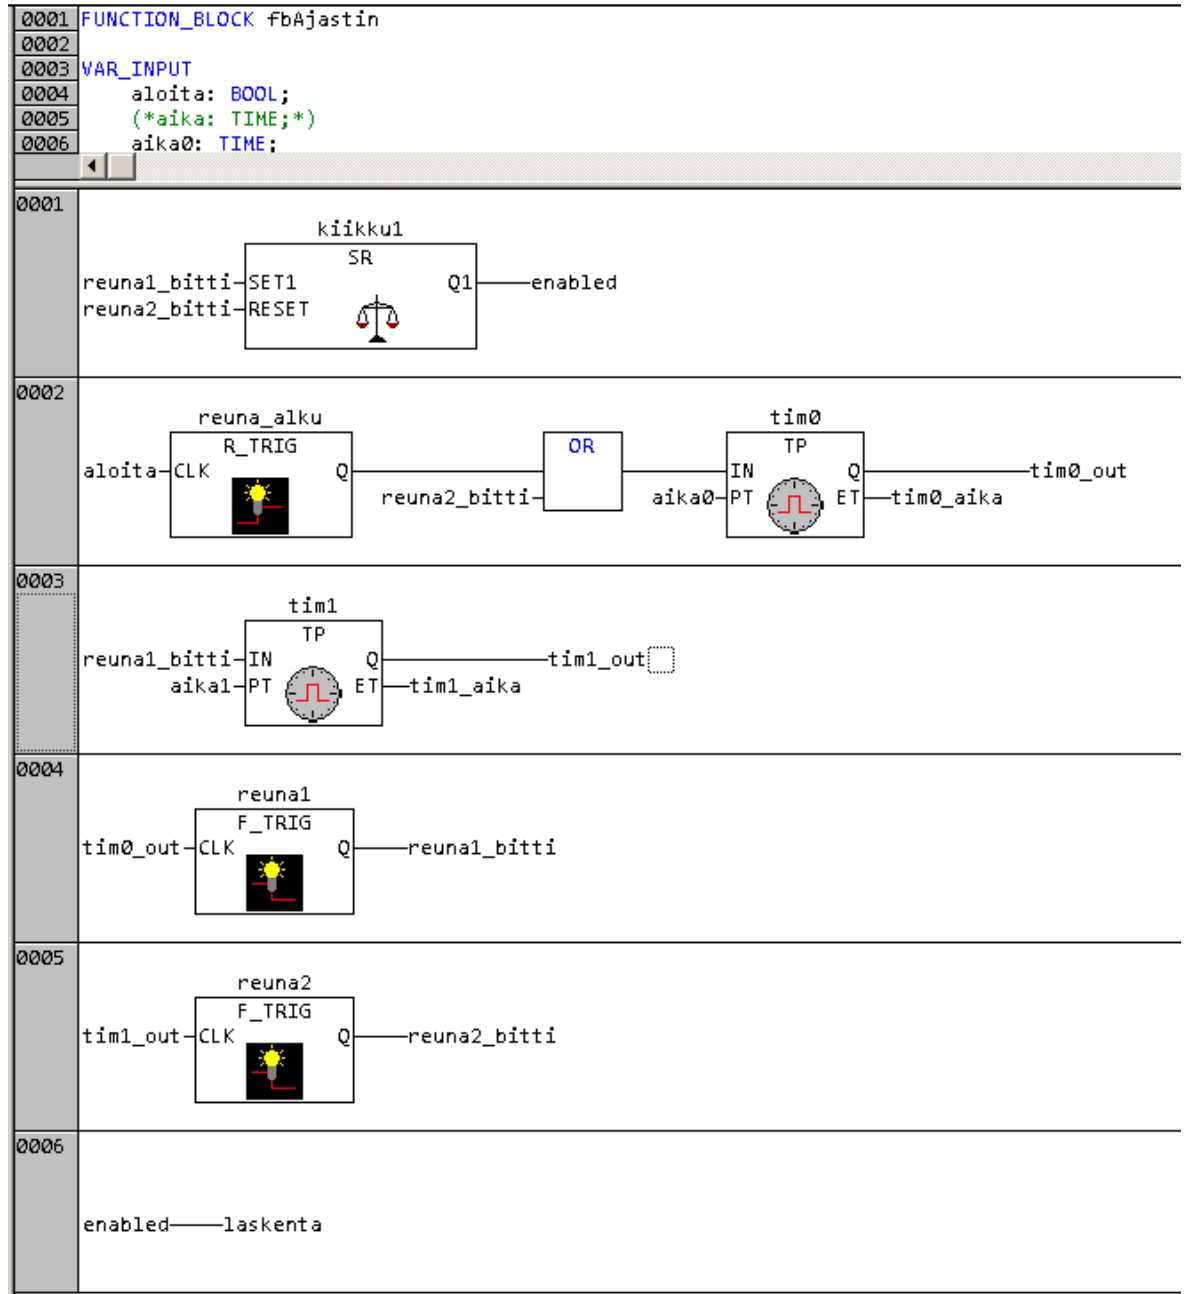 0001 FUNCTION_BLOCK fbAjastin
0002
0003 VAR_INPUT
0004 aloita: BOOL;
0005 (*aika: TIME;*)
0006 aika0: TIME;
0001
kiikku1
SR
reuna1_bitti SET1 Q1 enabled
reuna2_bitti RESET
0002
reuna_alku tim0
R_TRIG OR TP
aloita CLK Q IN Q tim0_out
reuna2_bitti aika0 PT ET tim0_aika
0003
tim1
TP
reuna1_bitti IN Q tim1_out
aika1 PT ET tim1_aika
0004
reuna1
F_TRIG
tim0_out CLK Q reuna1_bitti
0005
reuna2
F_TRIG
tim1_out CLK Q reuna2_bitti
0006
enabled laskenta